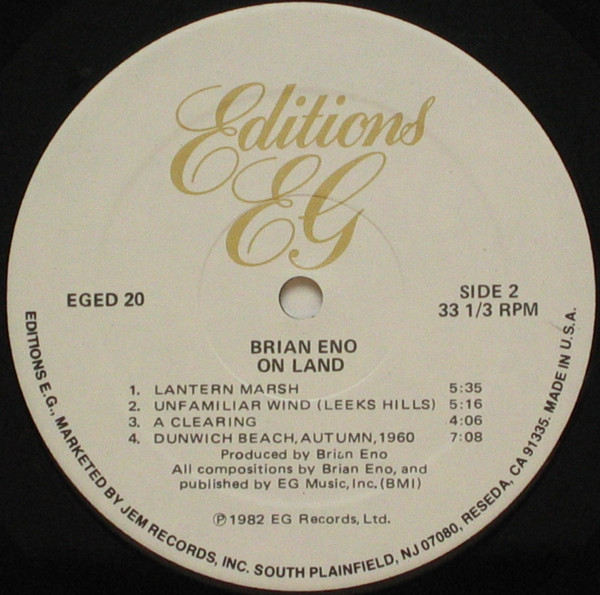 Editions
EG
EGED 20
SIDE 2
33 1/3 RPM
BRIAN ENO
ON LAND
1. LANTERN MARSH 5:35
2. UNFAMILIAR WIND (LEEKS HILLS) 5:16
3. A CLEARING 4:06
4. DUNWICH BEACH, AUTUMN, 1960 7:08
Produced by Brian Eno
All compositions by Brian Eno, and
published by EG Music, Inc. (BMI)
℗ 1982 EG Records, Ltd.
EDITIONS E.G., MARKETED BY JEM RECORDS, INC. SOUTH PLAINFIELD, NJ 07080, RESEDA, CA 91335. MADE IN U.S.A.